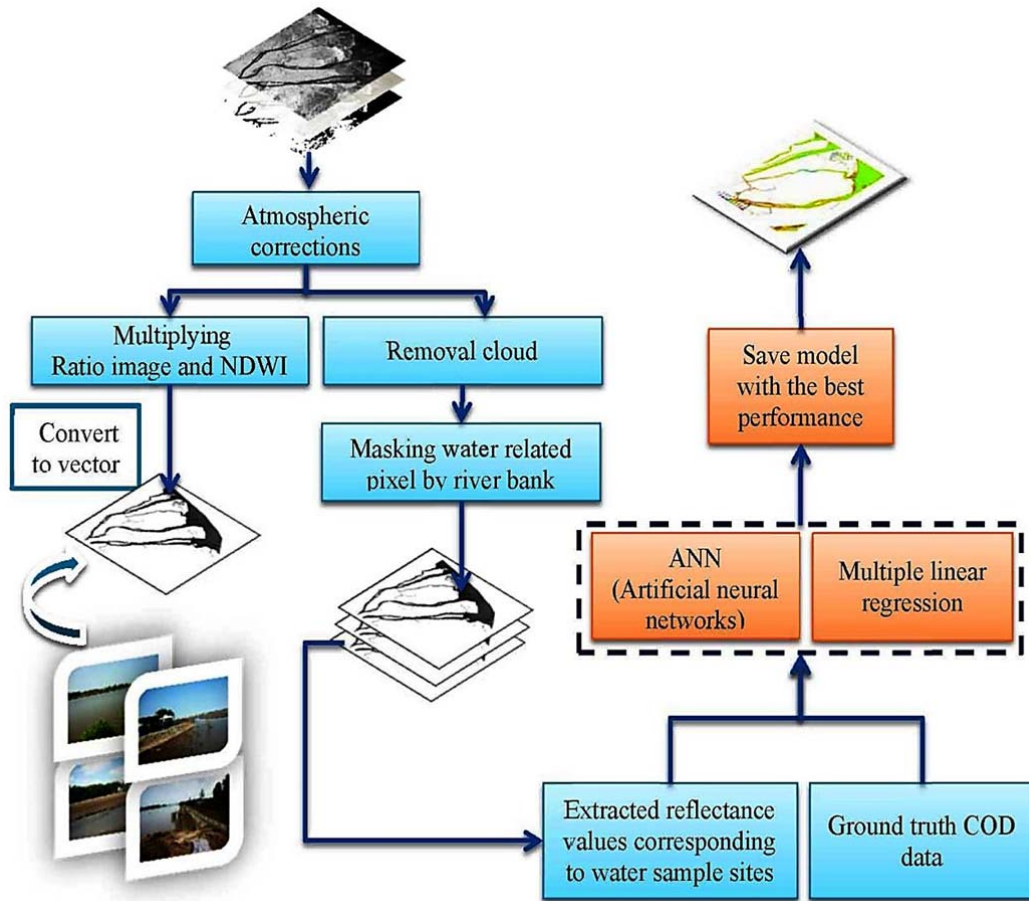 Atmospheric
corrections
Multiplying
Ratio image and NDWI
Removal cloud
Convert
to vector
Masking water related
pixel by river bank
Extracted reflectance
values corresponding
to water sample sites
Ground truth COD
data
ANN
(Artificial neural
networks)
Multiple linear
regression
Save model
with the best
performance